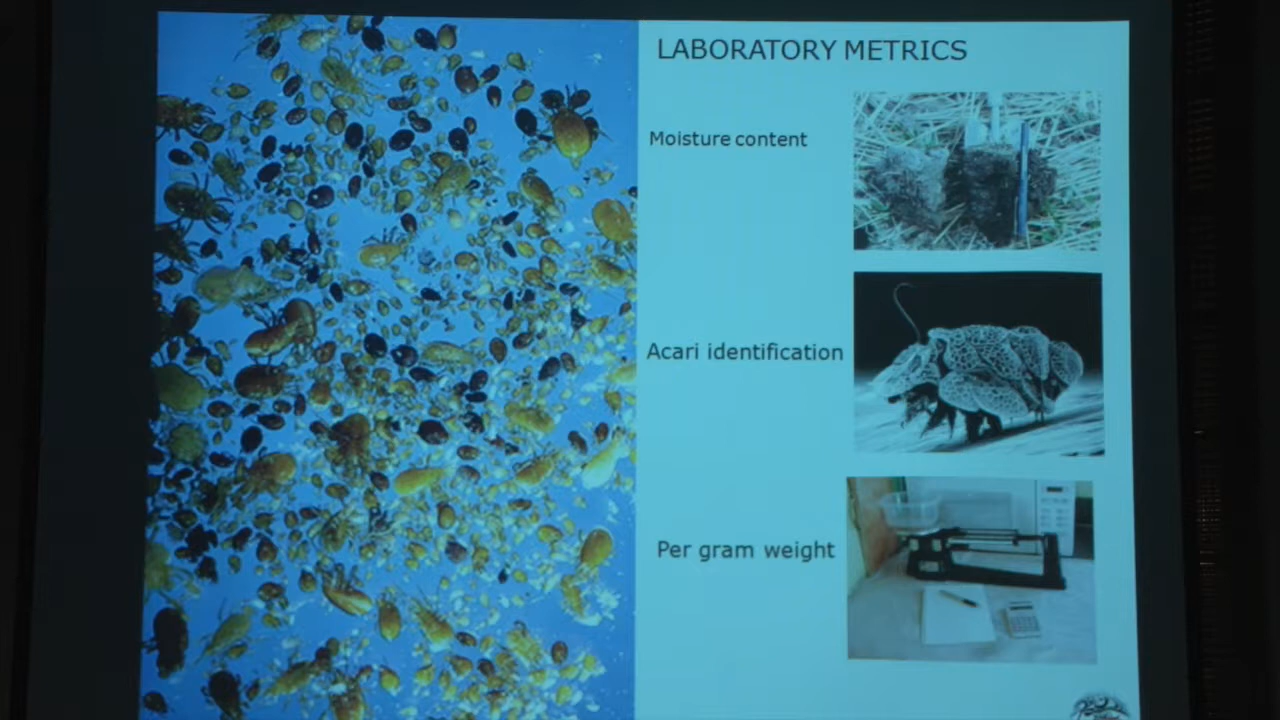 LABORATORY METRICS
Moisture content
Acari identification
Per gram weight